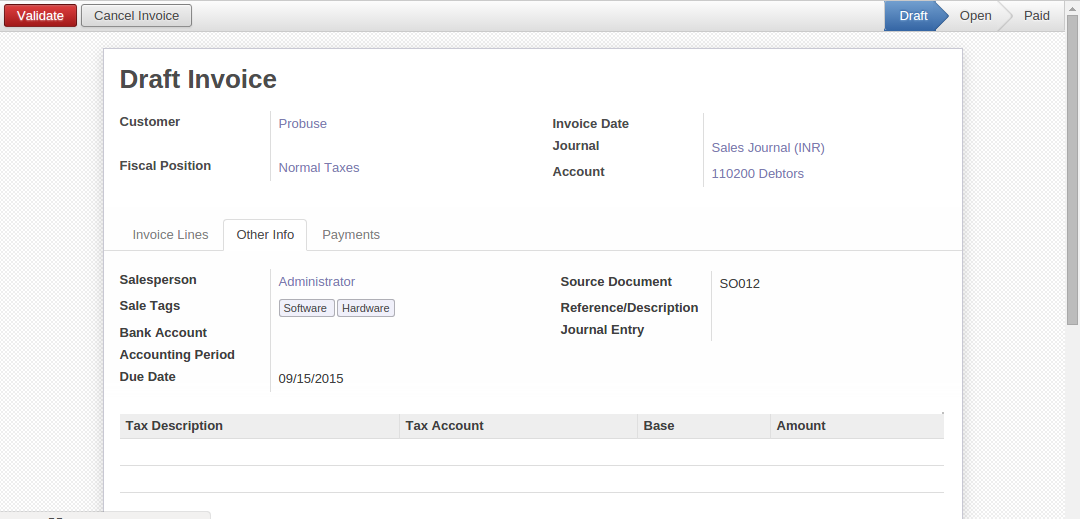 Validate Cancel Invoice Draft Open Paid
Draft Invoice
Customer Probuse Invoice Date
Journal Sales Journal (INR)
Fiscal Position Normal Taxes Account 110200 Debtors
Invoice Lines Other Info Payments
Salesperson Administrator Source Document SO012
Sale Tags Software Hardware Reference/Description
Bank Account Journal Entry
Accounting Period
Due Date 09/15/2015
Tax Description Tax Account Base Amount